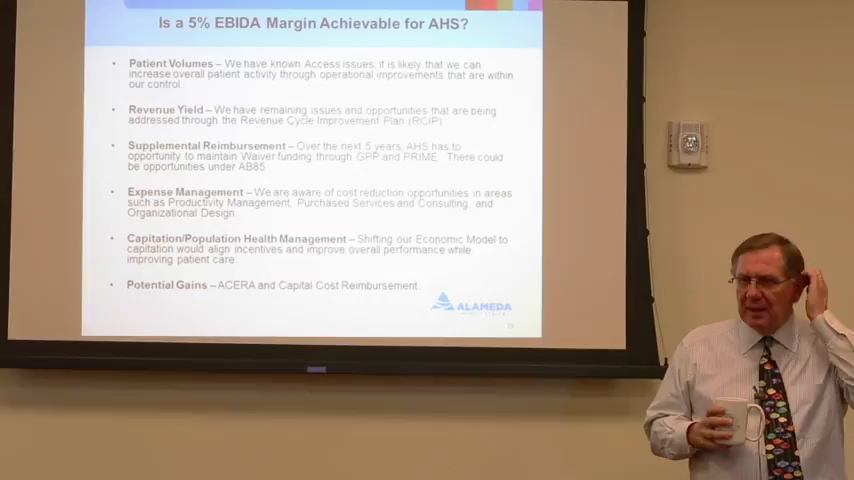 Is a 5% EBIDA Margin Achievable for AHS?
• Patient Volumes – We have known Access issues, it is likely that we can
increase overall patient activity through operational improvements that are within
our control.
• Revenue Yield – We have remaining issues and opportunities that are being
addressed through the Revenue Cycle Improvement Plan (RCIP)
• Supplemental Reimbursement – Over the next 5 years, AHS has to
opportunity to maintain Waiver funding through GPP and PRIME. There could
be opportunities under AB85.
• Expense Management – We are aware of cost reduction opportunities in areas
such as Productivity Management, Purchased Services and Consulting, and
Organizational Design
• Capitation/Population Health Management – Shifting our Economic Model to
capitation would align incentives and improve overall performance while
improving patient care
• Potential Gains – ACERA and Capital Cost Reimbursement.
ALAMEDA